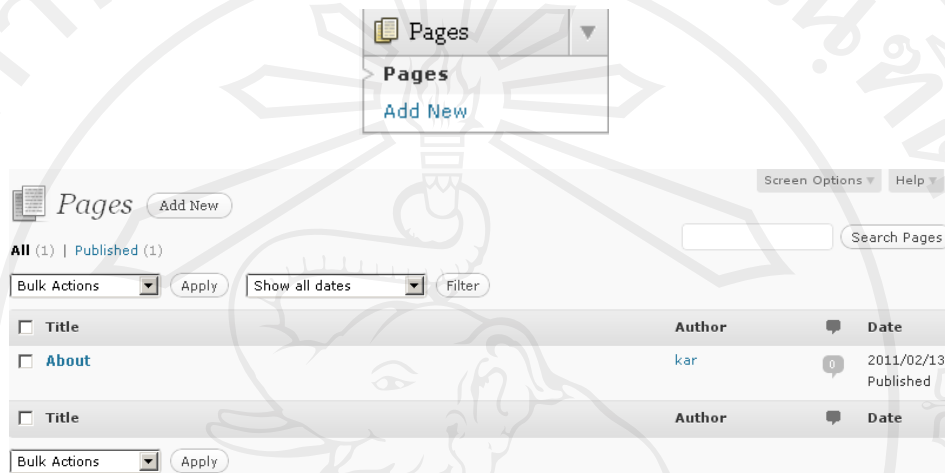 Pages
Pages
Add New
Screen Options Help
Pages Add New
Search Pages
All (1) | Published (1)
Bulk Actions Apply Show all dates Filter
Title Author Date
About kar 0 2011/02/13
Published
Title Author Date
Bulk Actions Apply